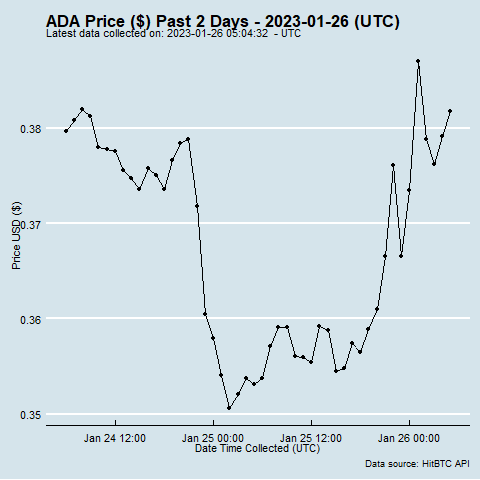 ADA Price ($) Past 2 Days - 2023-01-26 (UTC)
Latest data collected on: 2023-01-26 05:04:32  - UTC
0.38
0.37
0.36
0.35
Price USD ($)
Jan 24 12:00
Jan 25 00:00
Jan 25 12:00
Jan 26 00:00
Date Time Collected (UTC)
Data source: HitBTC API